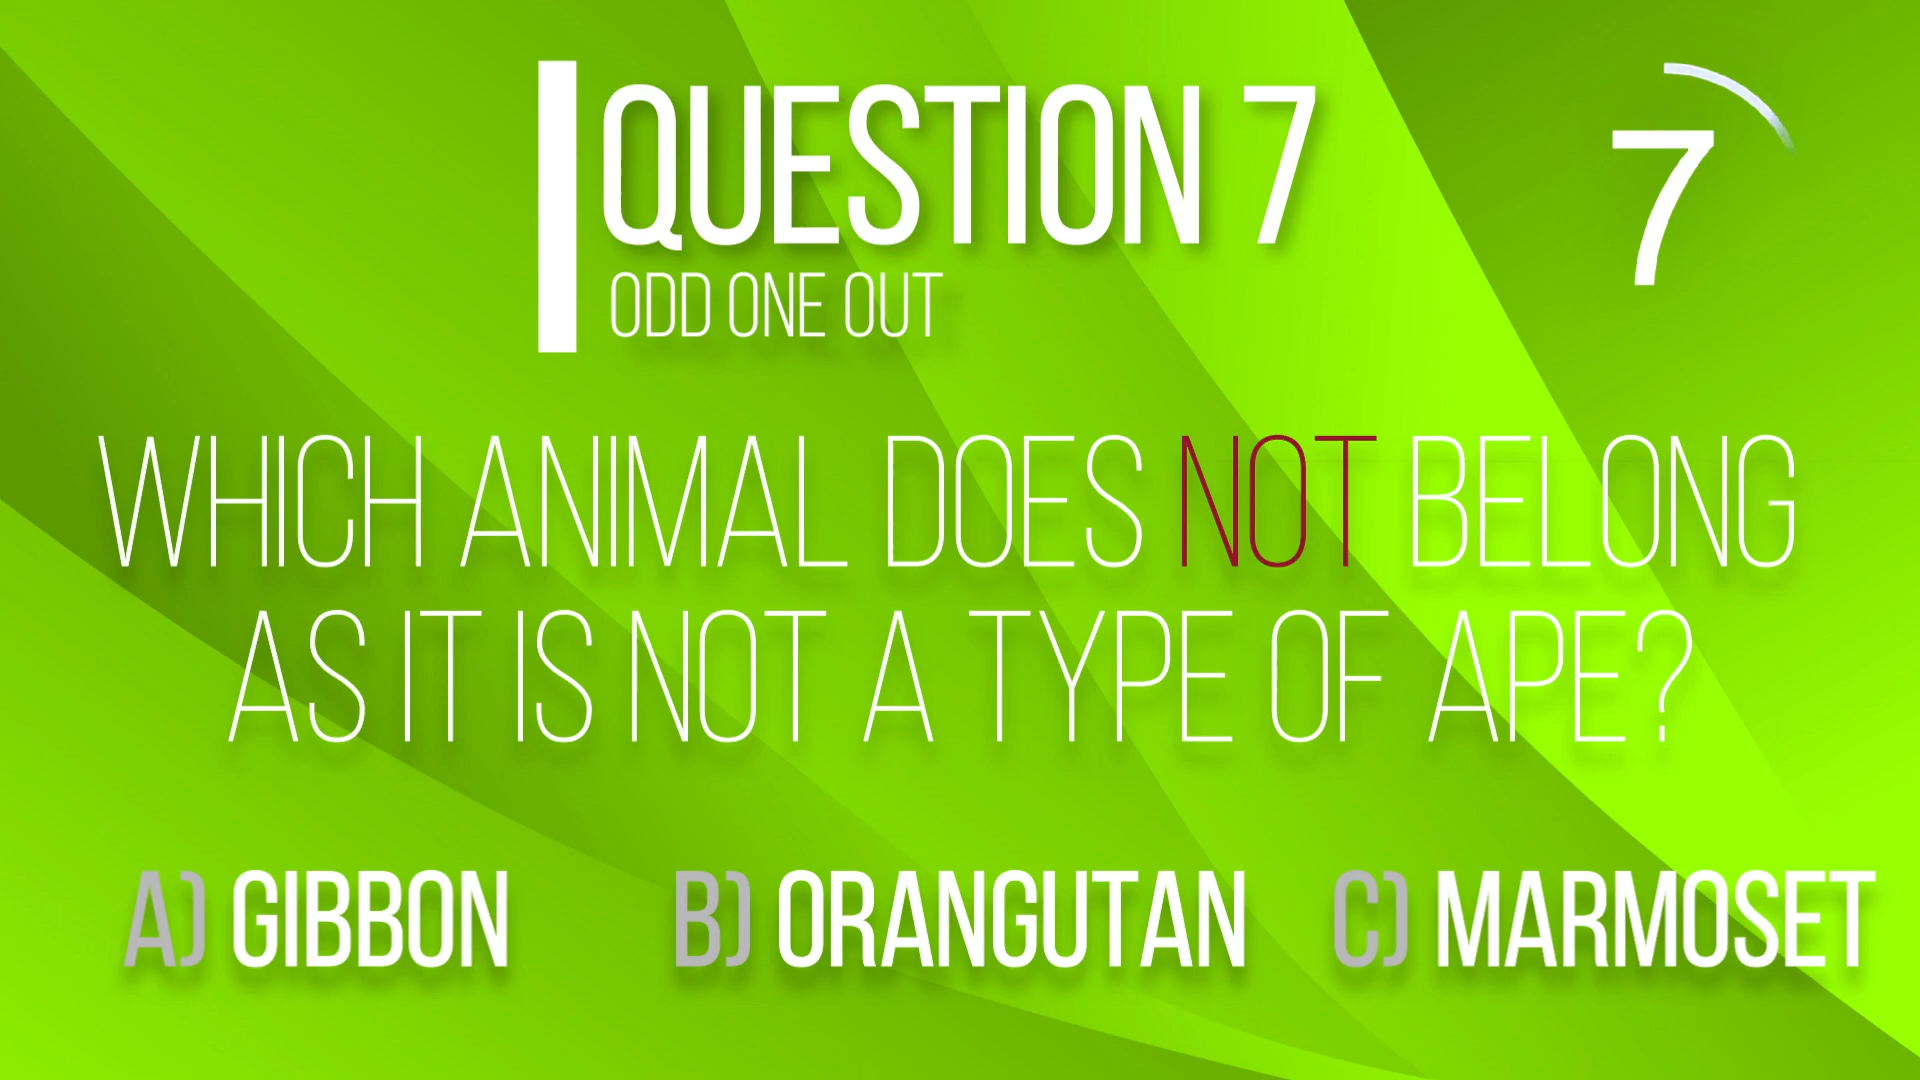 QUESTION 7
ODD ONE OUT
7
WHICH ANIMAL DOES NOT BELONG
AS IT IS NOT A TYPE OF APE?
A) GIBBON
B) ORANGUTAN
C) MARMOSET